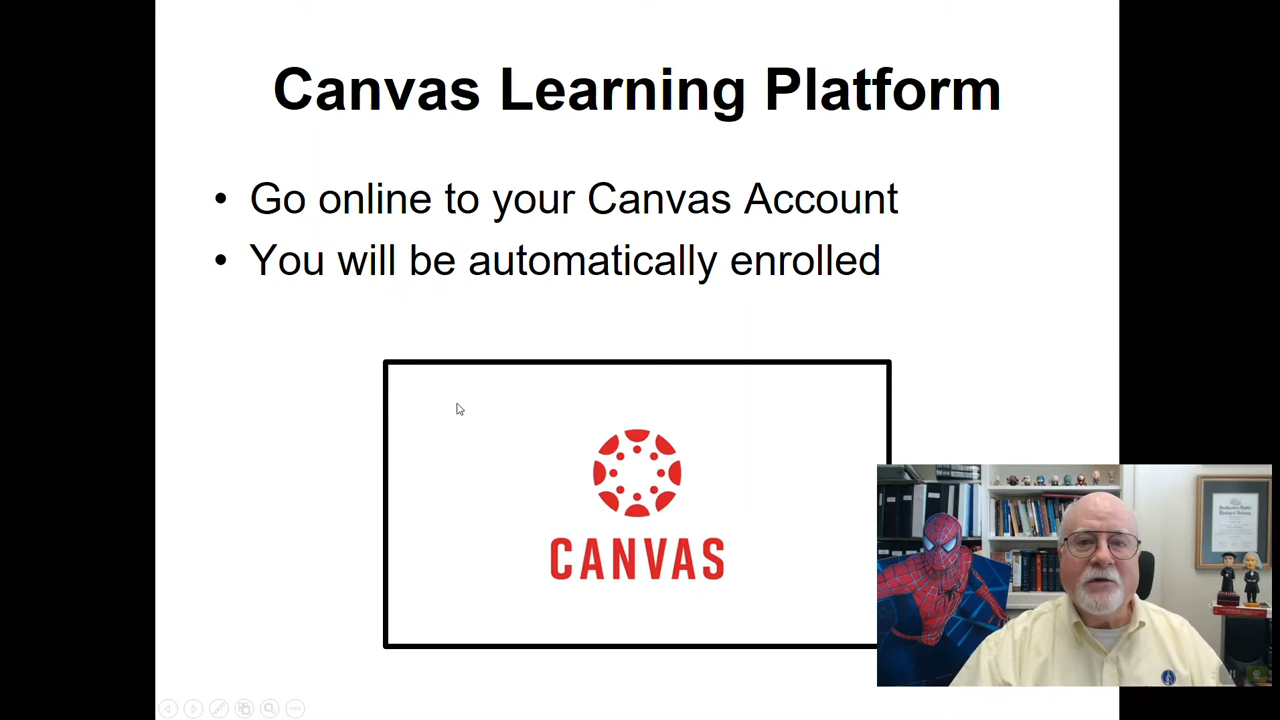 Canvas Learning Platform
• Go online to your Canvas Account
• You will be automatically enrolled
CANVAS